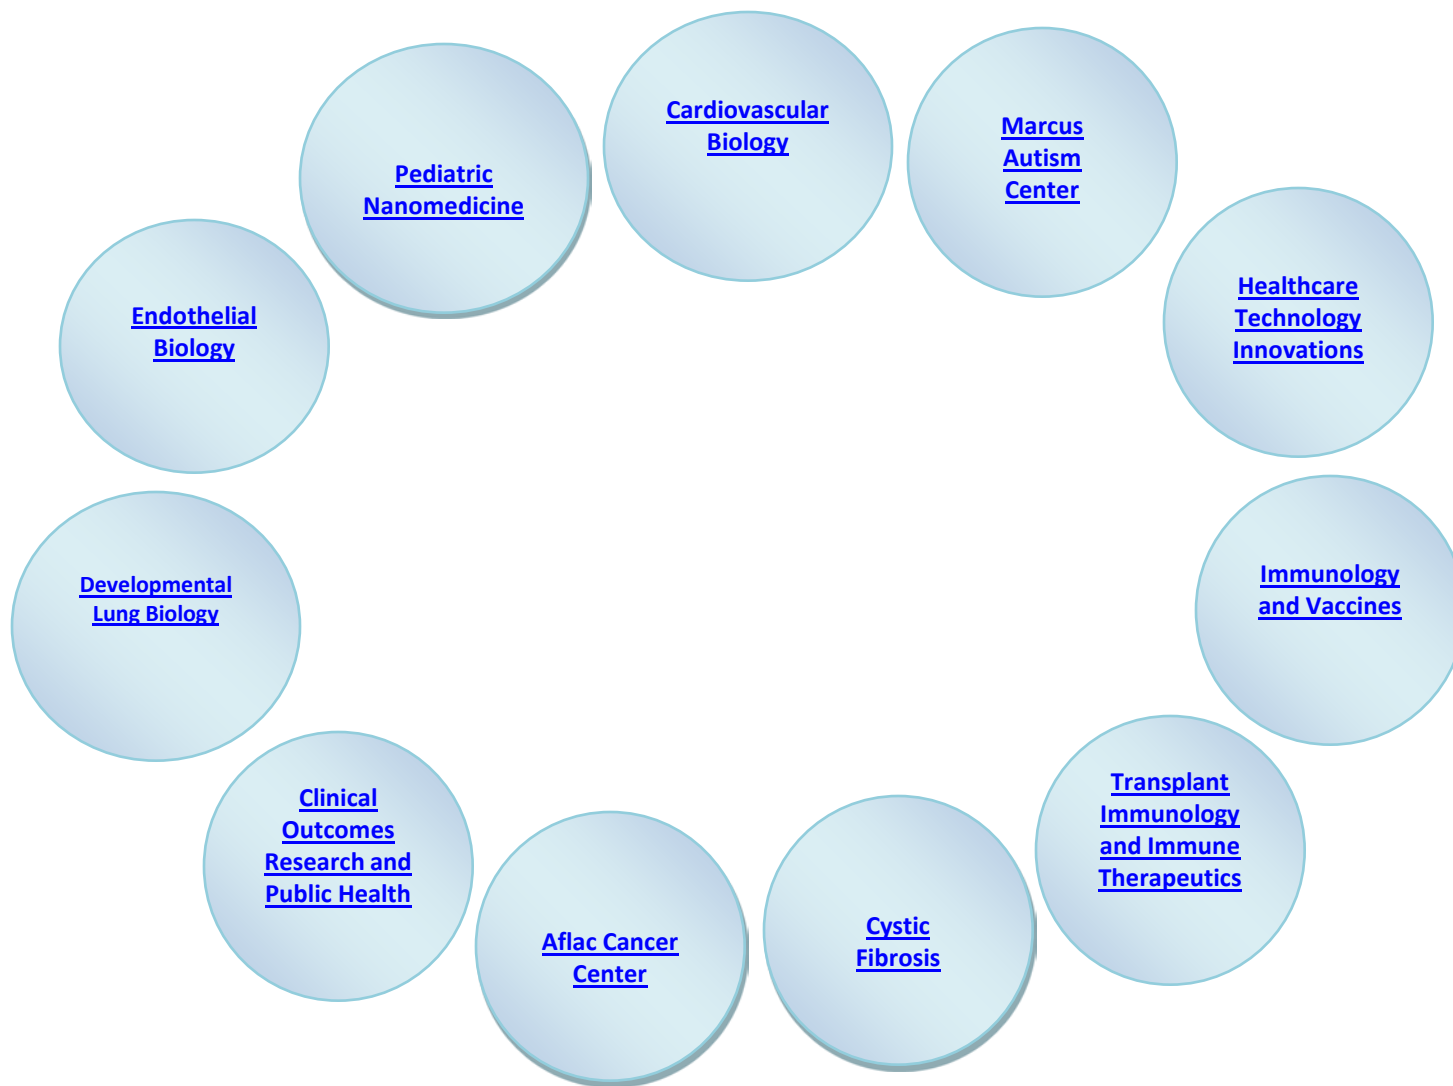 Cardiovascular
Biology
Marcus
Autism
Center
Pediatric
Nanomedicine
Healthcare
Technology
Innovations
Endothelial
Biology
Immunology
and Vaccines
Developmental
Lung Biology
Transplant
Immunology
and Immune
Therapeutics
Clinical
Outcomes
Research and
Public Health
Cystic
Fibrosis
Aflac Cancer
Center